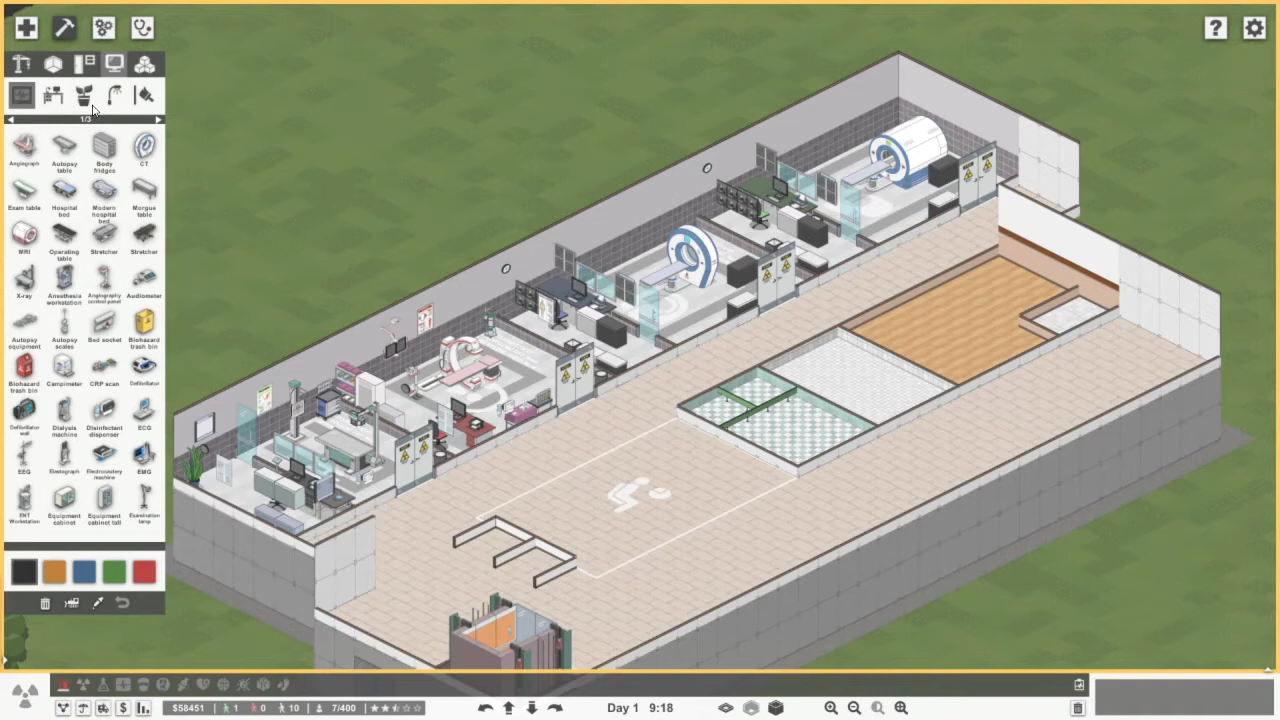 ?
1/3
Angiograph
Autopsy table
Body fridges
CT
Exam table
Hospital bed
Modern hospital bed
Morgue table
MRI
Operating table
Stretcher
Stretcher
X-ray
Anesthesia workstation
Angiography control panel
Audiometer
Autopsy equipment
Autopsy scales
Bed socket
Biohazard trash bin
Biohazard trash bin
Campimeter
CRP scan
Defibrillator
Defibrillator wall
Dialysis machine
Disinfectant dispenser
ECG
EEG
Elastograph
Electrocautery machine
EMG
ENT Workstation
Equipment cabinet
Equipment cabinet tall
Examination lamp
$58451
1
0
10
7/400
Day 1 9:18